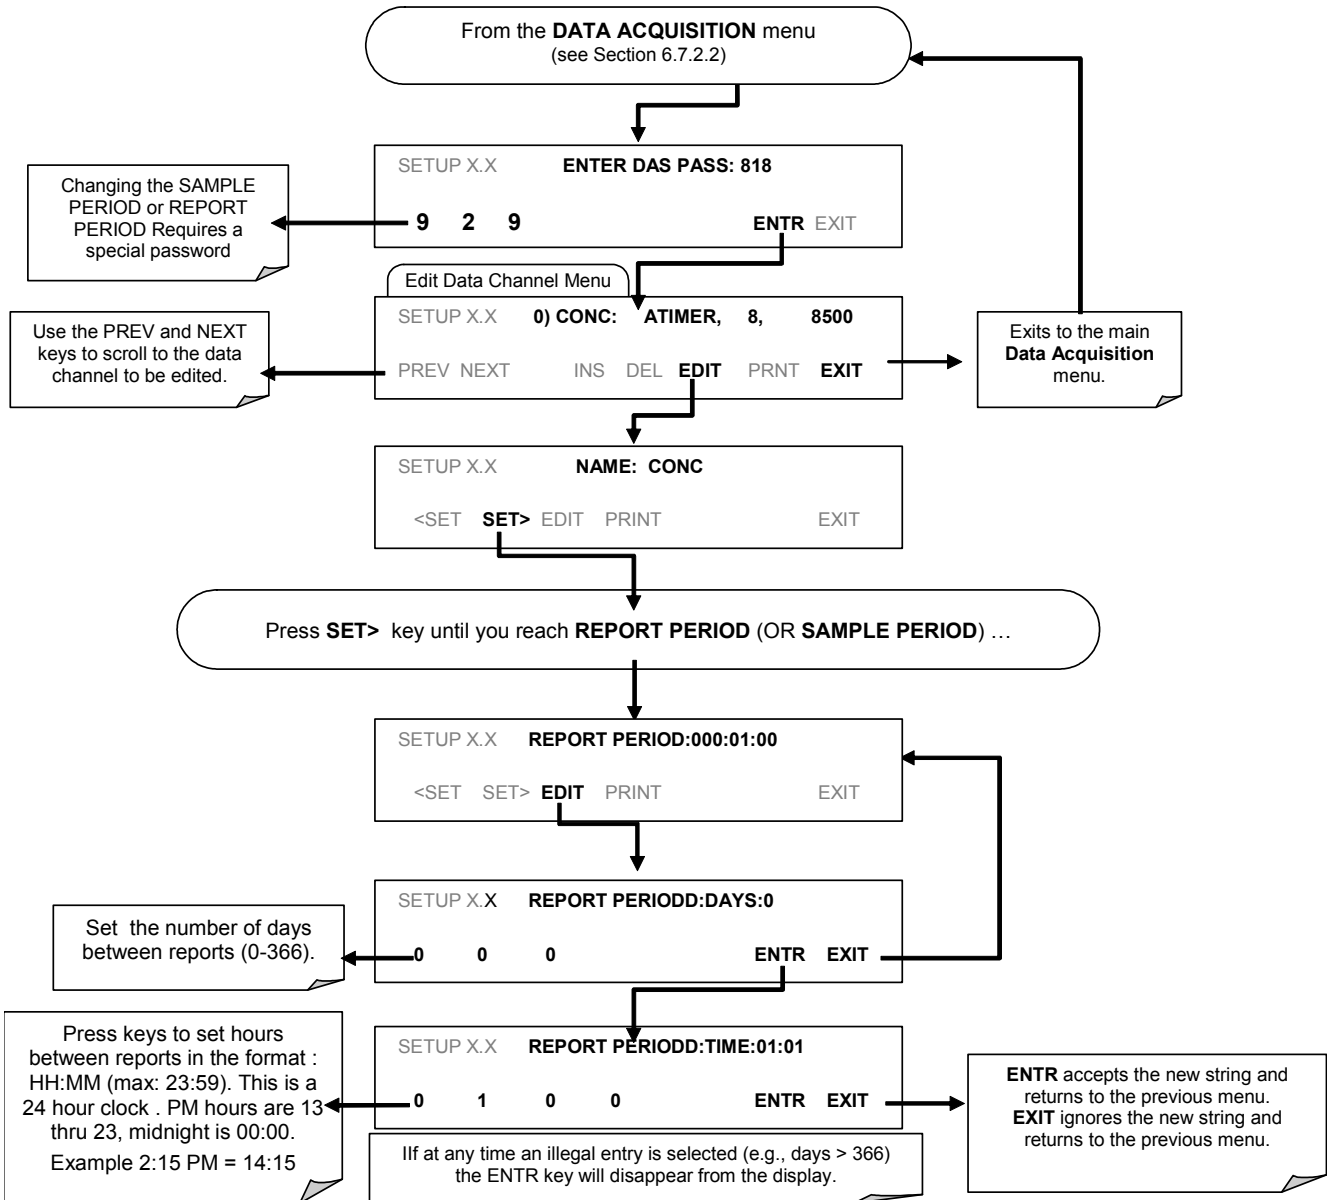 From the DATA ACQUISITION menu
(see Section 6.7.2.2)
SETUP X.X ENTER DAS PASS: 818
9 2 9 ENTR EXIT
Changing the SAMPLE
PERIOD or REPORT
PERIOD Requires a
special password
Edit Data Channel Menu
SETUP X.X 0) CONC: ATIMER, 8, 8500
PREV NEXT INS DEL EDIT PRNT EXIT
Use the PREV and NEXT
keys to scroll to the data
channel to be edited.
Exits to the main
Data Acquisition
menu.
SETUP X.X NAME: CONC
<SET SET> EDIT PRINT EXIT
Press SET> key until you reach REPORT PERIOD (OR SAMPLE PERIOD) …
SETUP X.X REPORT PERIOD:000:01:00
<SET SET> EDIT PRINT EXIT
SETUP X.X REPORT PERIODD:DAYS:0
0 0 0 ENTR EXIT
Set the number of days
between reports (0-366).
SETUP X.X REPORT PERIODD:TIME:01:01
0 1 0 0 ENTR EXIT
Press keys to set hours
between reports in the format :
HH:MM (max: 23:59). This is a
24 hour clock . PM hours are 13
thru 23, midnight is 00:00.
Example 2:15 PM = 14:15
ENTR accepts the new string and
returns to the previous menu.
EXIT ignores the new string and
returns to the previous menu.
IIf at any time an illegal entry is selected (e.g., days > 366)
the ENTR key will disappear from the display.